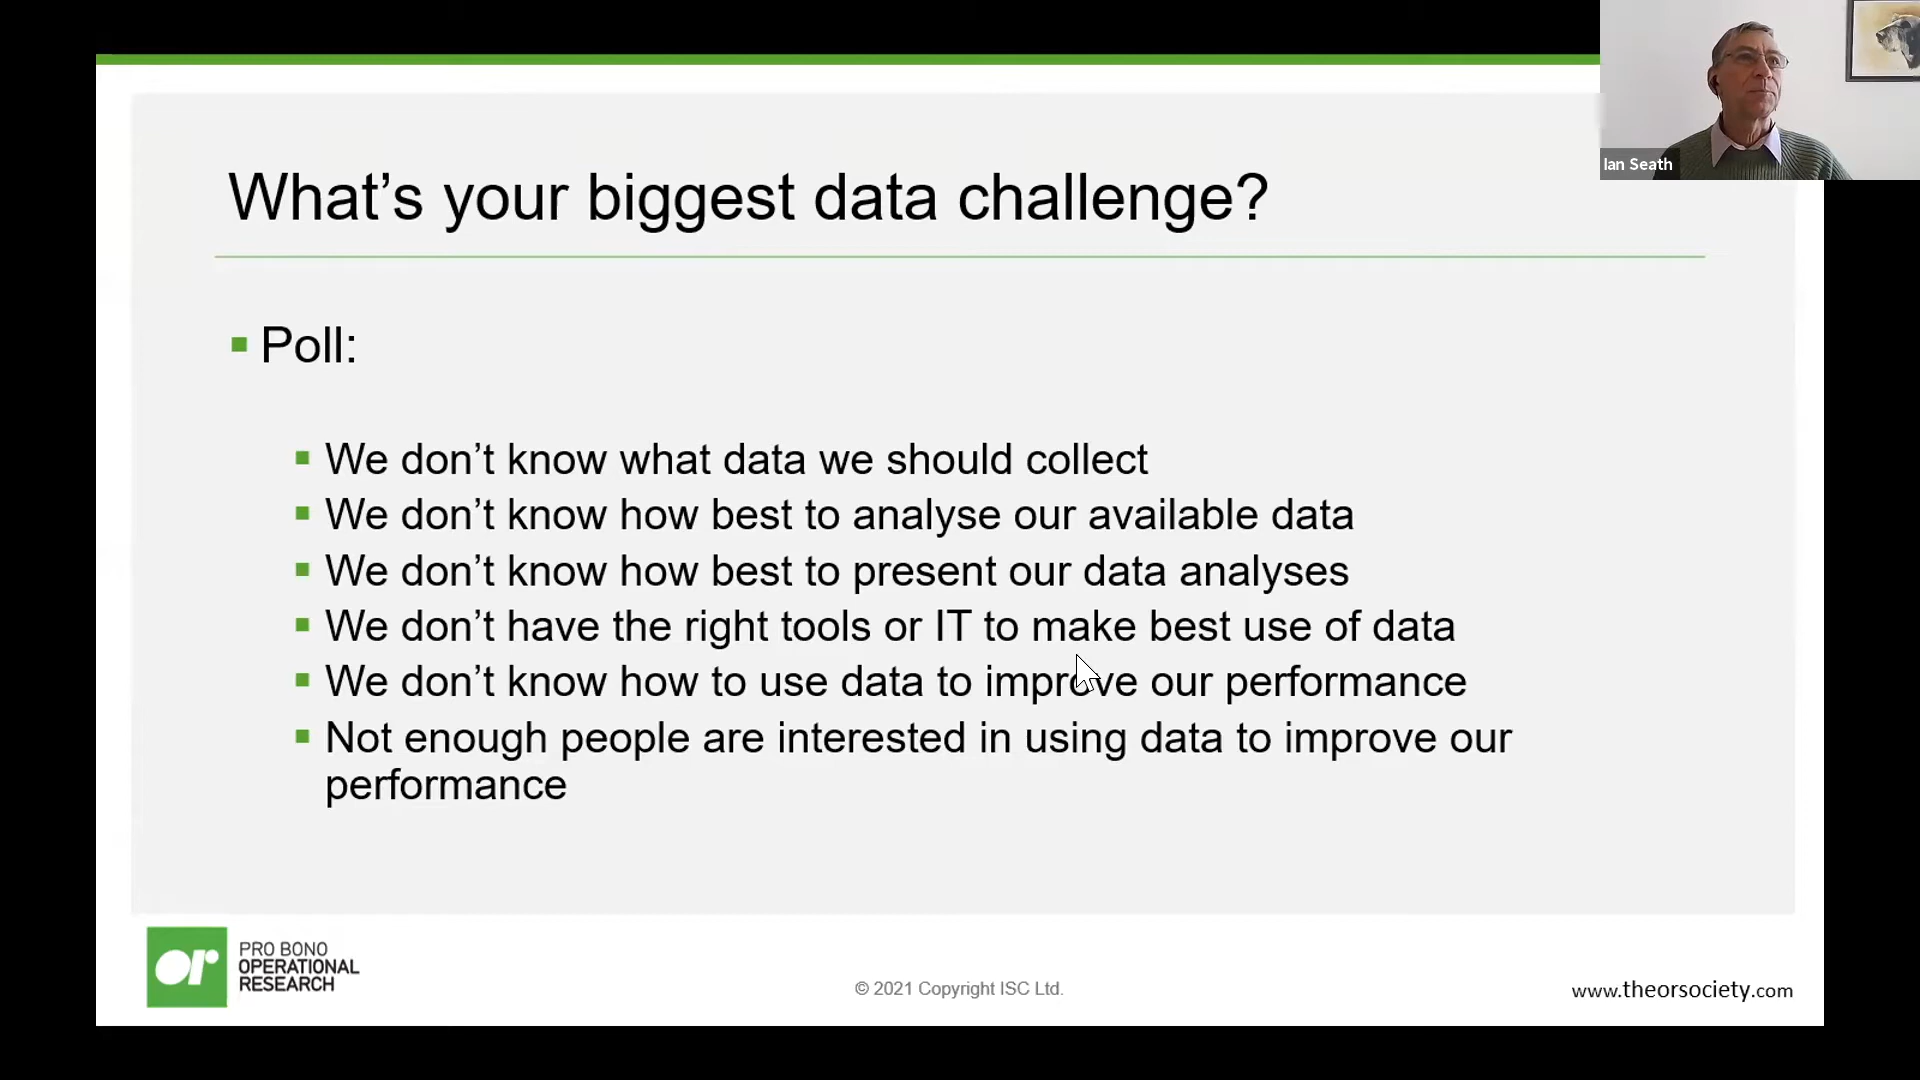 Ian Seath
What’s your biggest data challenge?
Poll:
We don’t know what data we should collect
We don’t know how best to analyse our available data
We don’t know how best to present our data analyses
We don’t have the right tools or IT to make best use of data
We don’t know how to use data to improve our performance
Not enough people are interested in using data to improve our
performance
or
PRO BONO
OPERATIONAL
RESEARCH
© 2021 Copyright ISC Ltd.
www.theorsociety.com